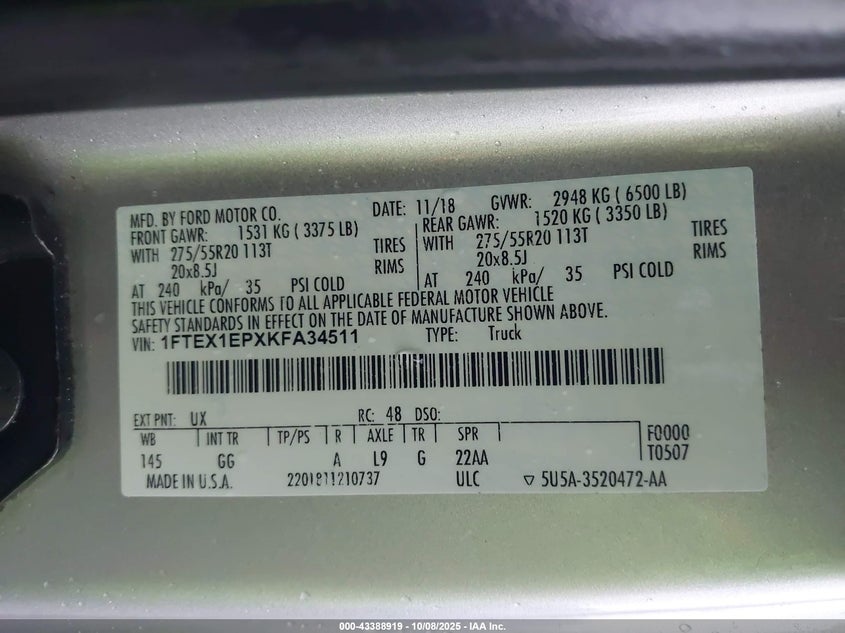 MFD. BY FORD MOTOR CO. DATE: 11/18 GVWR: 2948 KG ( 6500 LB)
FRONT GAWR: 1531 KG ( 3375 LB) REAR GAWR: 1520 KG ( 3350 LB)
WITH 275/55R20 113T TIRES WITH 275/55R20 113T TIRES
20x8.5J RIMS 20x8.5J RIMS
AT 240 kPa/ 35 PSI COLD AT 240 kPa/ 35 PSI COLD
THIS VEHICLE CONFORMS TO ALL APPLICABLE FEDERAL MOTOR VEHICLE
SAFETY STANDARDS IN EFFECT ON THE DATE OF MANUFACTURE SHOWN ABOVE.
VIN: 1FTEX1EPXKFA34511 TYPE: Truck
EXT PNT: UX RC: 48 DSO:
WB INT TR TP/PS R AXLE TR SPR F0000
145 GG A L9 G 22AA T0507
MADE IN U.S.A. 2201811210737 ULC ▽ 5U5A-3520472-AA
000-43388919 - 10/08/2025 - IAA Inc.